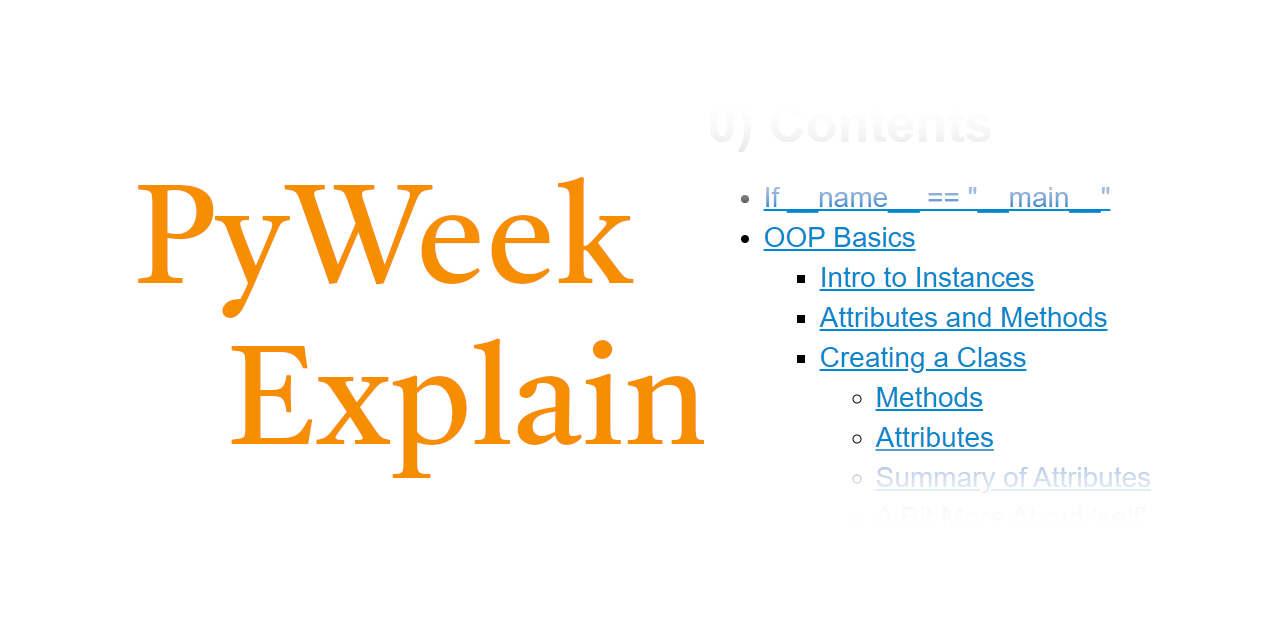 PyWeek
Explain
0) Contents
If __name__ == "__main__"
OOP Basics
Intro to Instances
Attributes and Methods
Creating a Class
Methods
Attributes
Summary of Attributes
A Bit More About 'self'